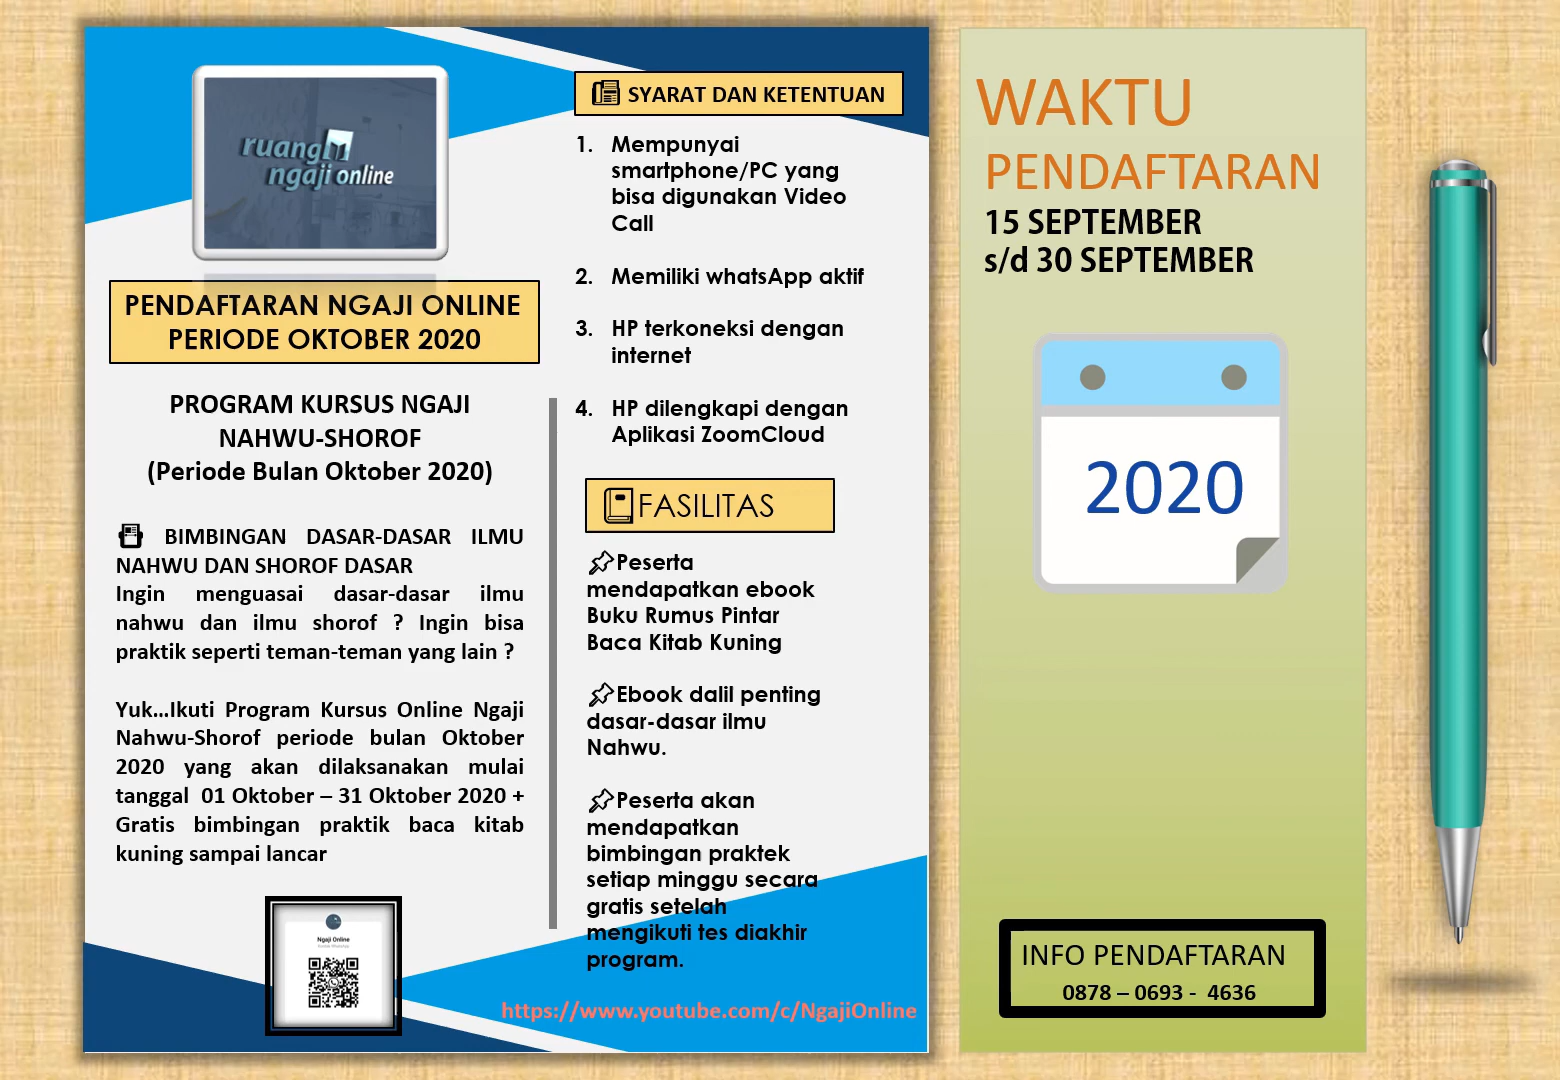 ruang
ngaji online
PENDAFTARAN NGAJI ONLINE
PERIODE OKTOBER 2020
PROGRAM KURSUS NGAJI
NAHWU-SHOROF
(Periode Bulan Oktober 2020)
BIMBINGAN DASAR-DASAR ILMU
NAHWU DAN SHOROF DASAR
Ingin menguasai dasar-dasar ilmu
nahwu dan ilmu shorof ? Ingin bisa
praktik seperti teman-teman yang lain ?
Yuk...Ikuti Program Kursus Online Ngaji
Nahwu-Shorof periode bulan Oktober
2020 yang akan dilaksanakan mulai
tanggal 01 Oktober – 31 Oktober 2020 +
Gratis bimbingan praktik baca kitab
kuning sampai lancar
Ngaji Online
SYARAT DAN KETENTUAN
1. Mempunyai
smartphone/PC yang
bisa digunakan Video
Call
2. Memiliki whatsApp aktif
3. HP terkoneksi dengan
internet
4. HP dilengkapi dengan
Aplikasi ZoomCloud
FASILITAS
Peserta
mendapatkan ebook
Buku Rumus Pintar
Baca Kitab Kuning
Ebook dalil penting
dasar-dasar ilmu
Nahwu.
Peserta akan
mendapatkan
bimbingan praktek
setiap minggu secara
gratis setelah
mengikuti tes diakhir
program.
https://www.youtube.com/c/NgajiOnline
WAKTU
PENDAFTARAN
15 SEPTEMBER
s/d 30 SEPTEMBER
2020
INFO PENDAFTARAN
0878 – 0693 - 4636